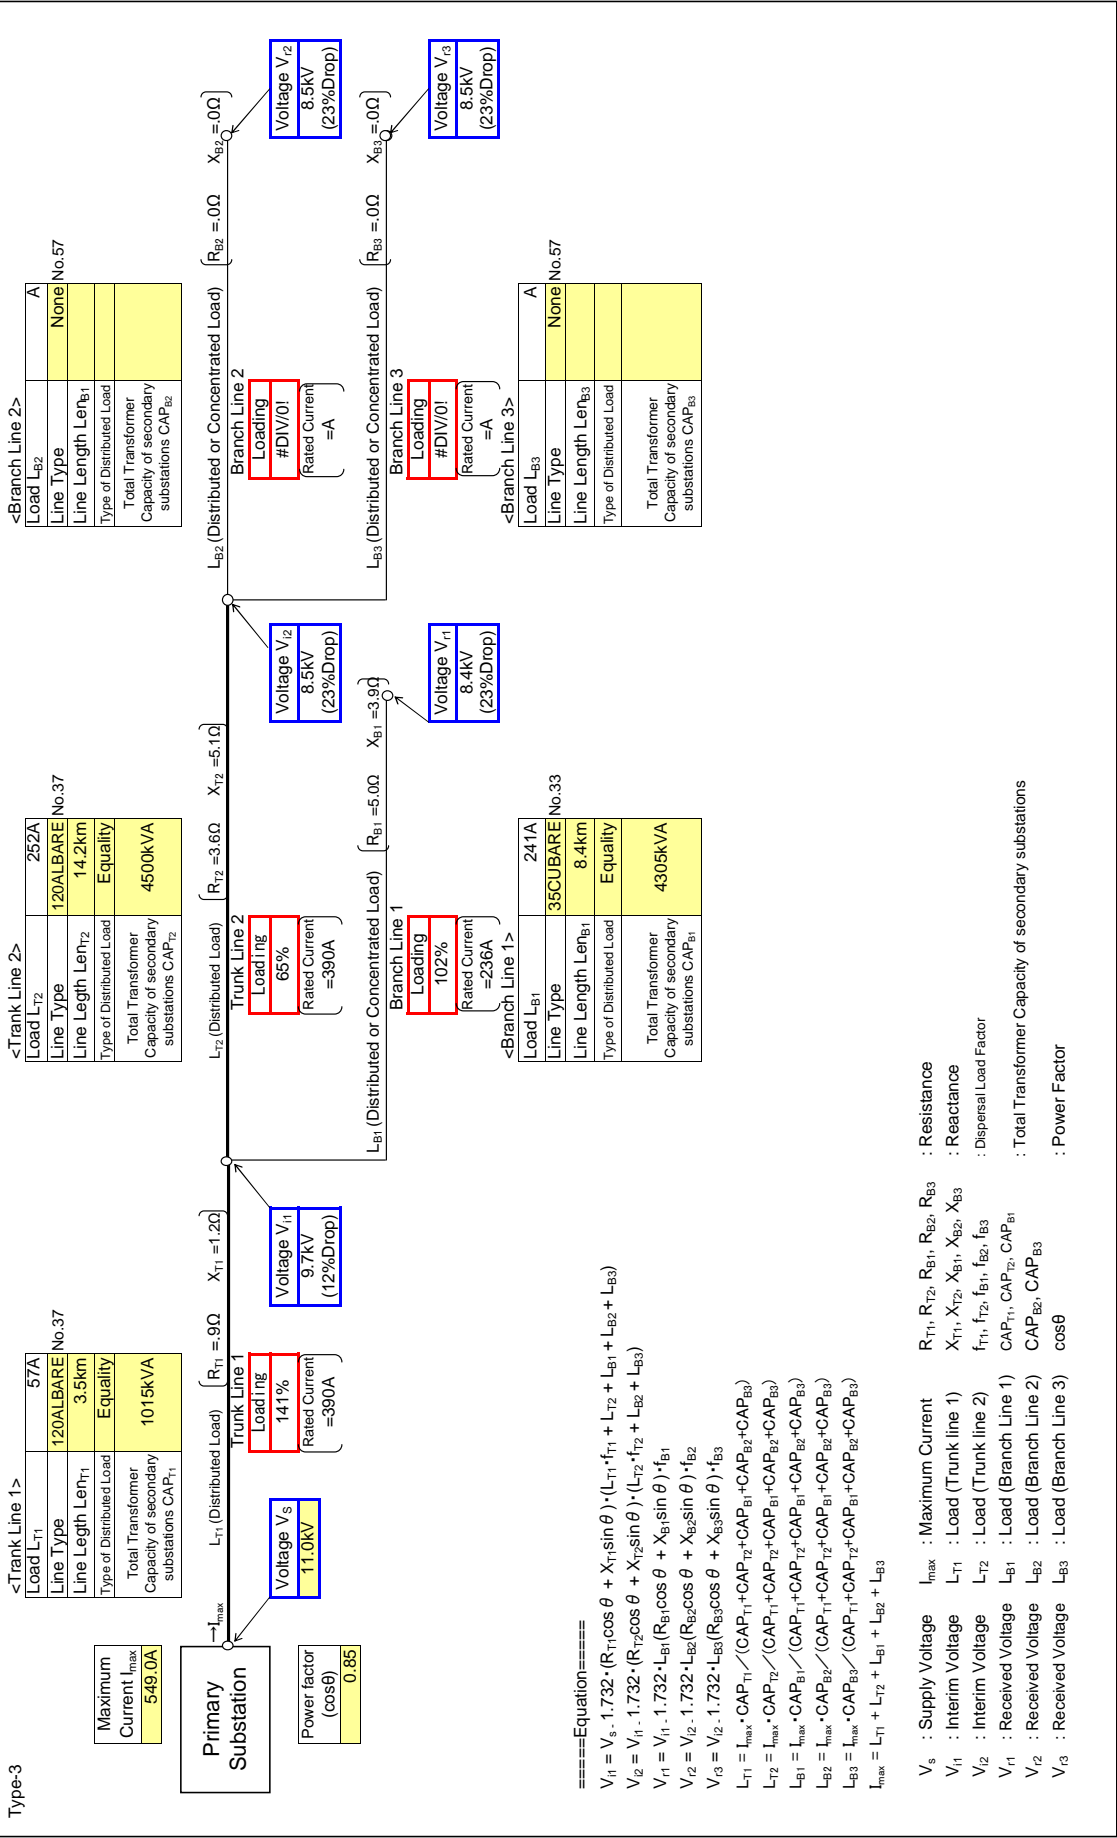 Type-3
Maximum
Current Imax
549.0A
Primary
Substation
Power factor
(cosθ)
0.85
→Imax
Voltage VS
11.0kV
<Trank Line 1>
Load LT1 57A
Line Type 120ALBARE No.37
Line Legth LenT1 3.5km
Type of Distributed Load Equality
Total Transformer
Capacity of secondary
substations CAPT1
1015kVA
LT1 (Distributed Load)
RT1 =.9Ω XT1 =1.2Ω
Trunk Line 1
Loading
141%
Rated Current
=390A
Voltage Vi1
9.7kV
(12%Drop)
<Trank Line 2>
Load LT2 252A
Line Type 120ALBARE No.37
Line Legth LenT2 14.2km
Type of Distributed Load Equality
Total Transformer
Capacity of secondary
substations CAPT2
4500kVA
LT2 (Distributed Load)
RT2 =3.6Ω XT2 =5.1Ω
Trunk Line 2
Loading
65%
Rated Current
=390A
Voltage Vi2
8.5kV
(23%Drop)
LB1 (Distributed or Concentrated Load)
RB1 =5.0Ω XB1 =3.9Ω
Branch Line 1
Loading
102%
Rated Current
=236A
Voltage Vr1
8.4kV
(23%Drop)
<Branch Line 1>
Load LB1 241A
Line Type 35CUBARE No.33
Line Length LenB1 8.4km
Type of Distributed Load Equality
Total Transformer
Capacity of secondary
substations CAPB1
4305kVA
<Branch Line 2>
Load LB2 A
Line Type None No.57
Line Length LenB1
Type of Distributed Load
Total Transformer
Capacity of secondary
substations CAPB2
LB2 (Distributed or Concentrated Load)
RB2 =.0Ω XB2 =.0Ω
Branch Line 2
Loading
#DIV/0!
Rated Current
=A
Voltage Vr2
8.5kV
(23%Drop)
LB3 (Distributed or Concentrated Load)
RB3 =.0Ω XB3 =.0Ω
Branch Line 3
Loading
#DIV/0!
Rated Current
=A
Voltage Vr3
8.5kV
(23%Drop)
<Branch Line 3>
Load LB3 A
Line Type None No.57
Line Length LenB3
Type of Distributed Load
Total Transformer
Capacity of secondary
substations CAPB3
=====Equation=====
Vi1 = VS - 1.732・(RT1cosθ + XT1sinθ)・(LT1・fT1 + LT2 + LB1 + LB2 + LB3)
Vi2 = Vi1 - 1.732・(RT2cosθ + XT2sinθ)・(LT2・fT2 + LB2 + LB3)
Vr1 = Vi1 - 1.732・LB1(RB1cosθ + XB1sinθ)・fB1
Vr2 = Vi2 - 1.732・LB2(RB2cosθ + XB2sinθ)・fB2
Vr3 = Vi2 - 1.732・LB3(RB3cosθ + XB3sinθ)・fB3
LT1 = Imax・CAPT1／(CAPT1+CAPT2+CAPB1+CAPB2+CAPB3)
LT2 = Imax・CAPT2／(CAPT1+CAPT2+CAPB1+CAPB2+CAPB3)
LB1 = Imax・CAPB1／(CAPT1+CAPT2+CAPB1+CAPB2+CAPB3)
LB2 = Imax・CAPB2／(CAPT1+CAPT2+CAPB1+CAPB2+CAPB3)
LB3 = Imax・CAPB3／(CAPT1+CAPT2+CAPB1+CAPB2+CAPB3)
Imax = LT1 + LT2 + LB1 + LB2 + LB3
Vs : Supply Voltage Imax : Maximum Current RT1, RT2, RB1, RB2, RB3 : Resistance
Vi1 : Interim Voltage LT1 : Load (Trunk line 1) XT1, XT2, XB1, XB2, XB3 : Reactance
Vi2 : Interim Voltage LT2 : Load (Trunk line 2) fT1, fT2, fB1, fB2, fB3 : Dispersal Load Factor
Vr1 : Received Voltage LB1 : Load (Branch Line 1) CAPT1, CAPT2, CAPB1 : Total Transformer Capacity of secondary substations
Vr2 : Received Voltage LB2 : Load (Branch Line 2) CAPB2, CAPB3
Vr3 : Received Voltage LB3 : Load (Branch Line 3) cosθ : Power Factor